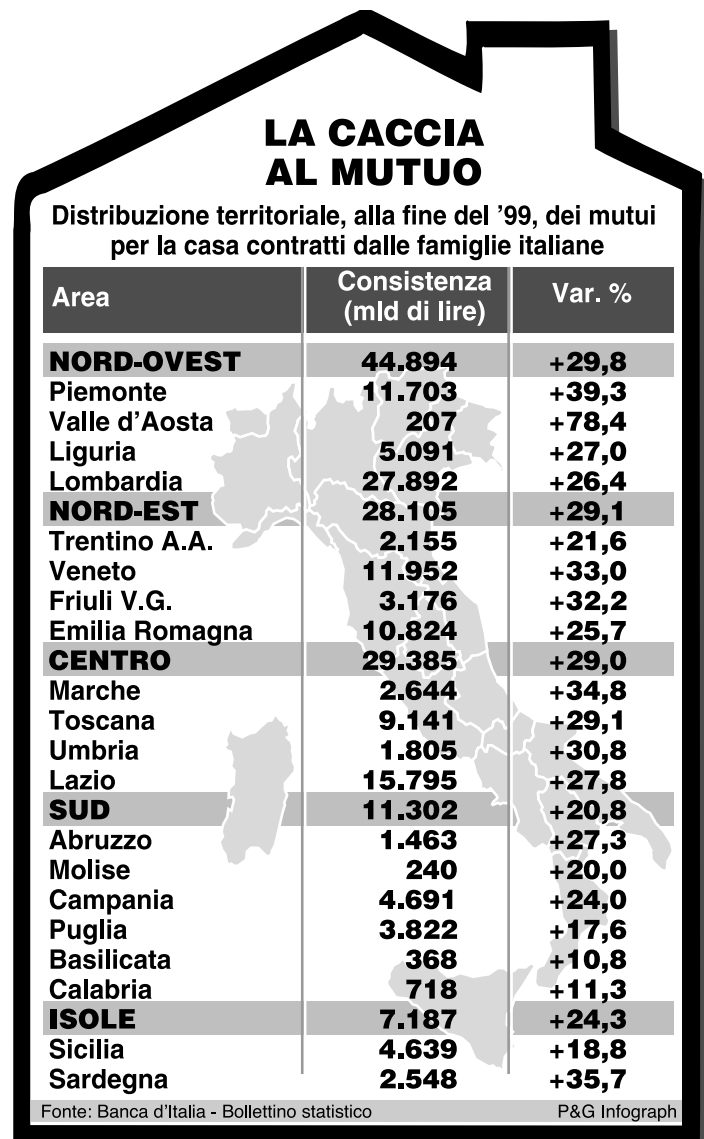 LA CACCIA
AL MUTUO
Distribuzione territoriale, alla fine del ’99, dei mutui
per la casa contratti dalle famiglie italiane
Area Consistenza (mld di lire) Var. %
NORD-OVEST 44.894 +29,8
Piemonte 11.703 +39,3
Valle d’Aosta 207 +78,4
Liguria 5.091 +27,0
Lombardia 27.892 +26,4
NORD-EST 28.105 +29,1
Trentino A.A. 2.155 +21,6
Veneto 11.952 +33,0
Friuli V.G. 3.176 +32,2
Emilia Romagna 10.824 +25,7
CENTRO 29.385 +29,0
Marche 2.644 +34,8
Toscana 9.141 +29,1
Umbria 1.805 +30,8
Lazio 15.795 +27,8
SUD 11.302 +20,8
Abruzzo 1.463 +27,3
Molise 240 +20,0
Campania 4.691 +24,0
Puglia 3.822 +17,6
Basilicata 368 +10,8
Calabria 718 +11,3
ISOLE 7.187 +24,3
Sicilia 4.639 +18,8
Sardegna 2.548 +35,7
Fonte: Banca d’Italia - Bollettino statistico P&G Infograph